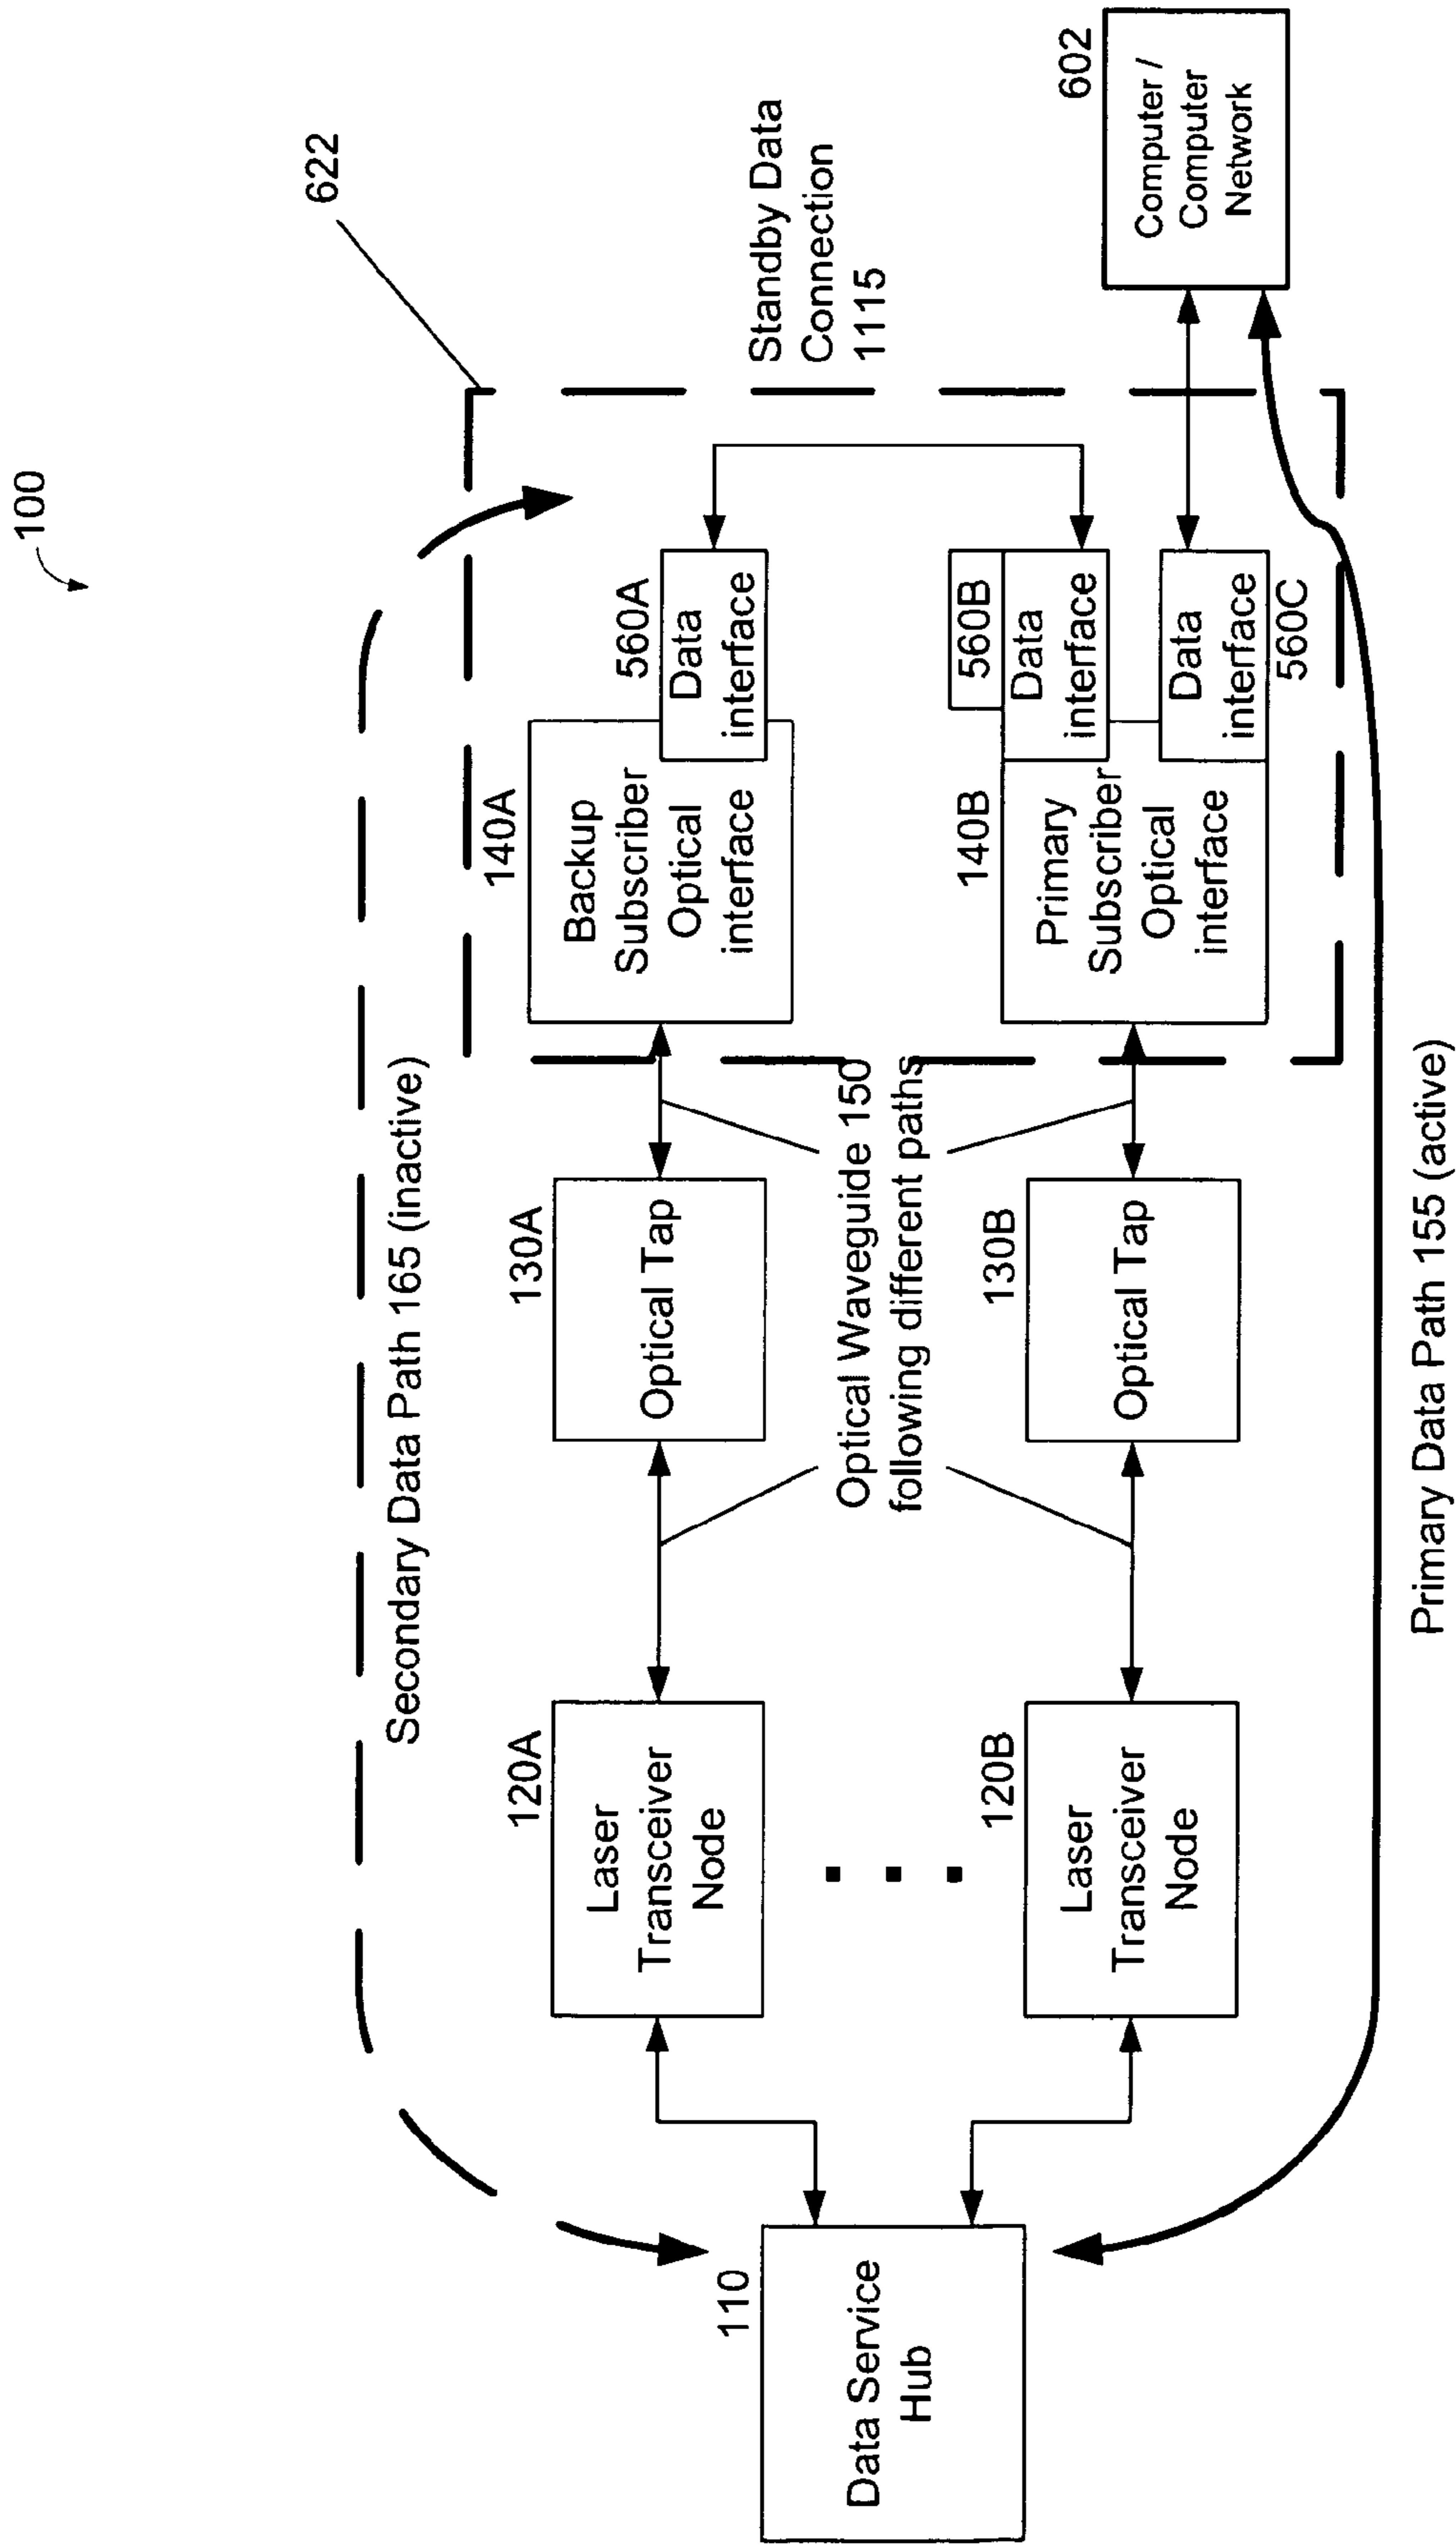 100
622
Secondary Data Path 165 (inactive)
Standby Data
Connection
1115
110
Data Service
Hub
120A
Laser
Transceiver
Node
130A
Optical Tap
140A
Backup
Subscriber
Optical
interface
560A
Data
interface
Optical Waveguide 150
following different paths
120B
Laser
Transceiver
Node
130B
Optical Tap
140B
Primary
Subscriber
Optical
interface
560B
Data
interface
Data
interface
560C
602
Computer /
Computer
Network
Primary Data Path 155 (active)